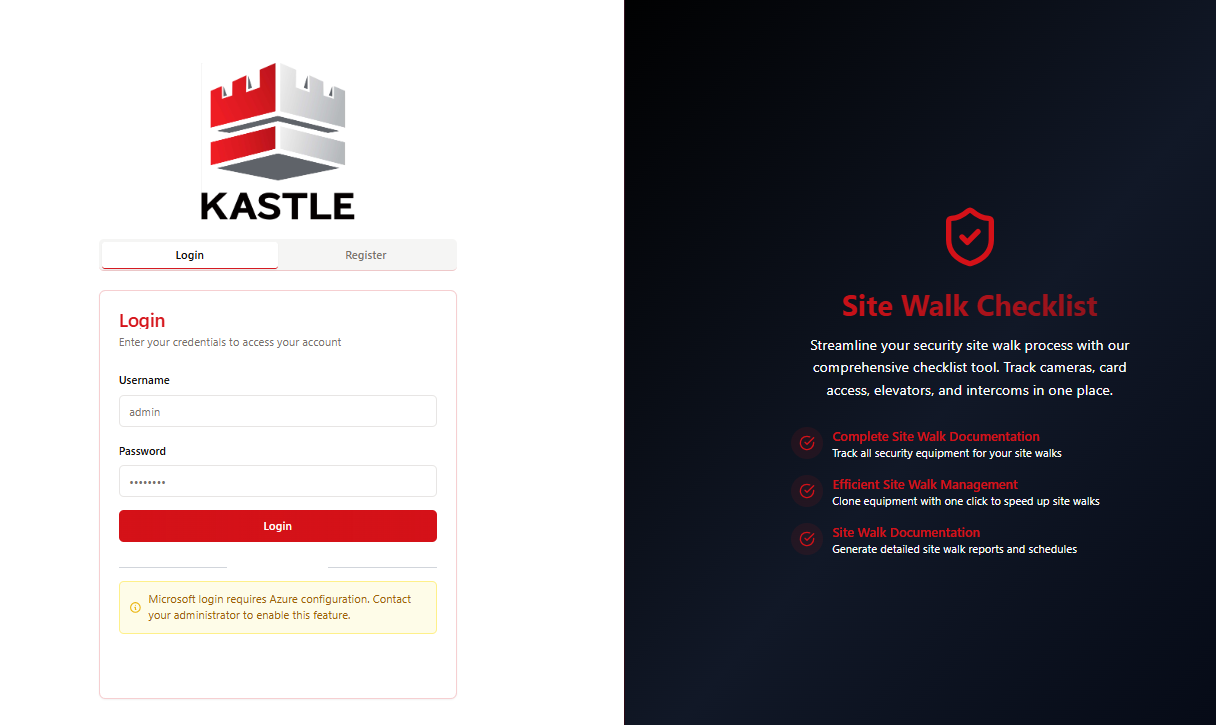 KASTLE
Login
Register
Login
Enter your credentials to access your account
Username
admin
Password
••••••••
Login
Microsoft login requires Azure configuration. Contact
your administrator to enable this feature.
Site Walk Checklist
Streamline your security site walk process with our
comprehensive checklist tool. Track cameras, card
access, elevators, and intercoms in one place.
Complete Site Walk Documentation
Track all security equipment for your site walks
Efficient Site Walk Management
Clone equipment with one click to speed up site walks
Site Walk Documentation
Generate detailed site walk reports and schedules